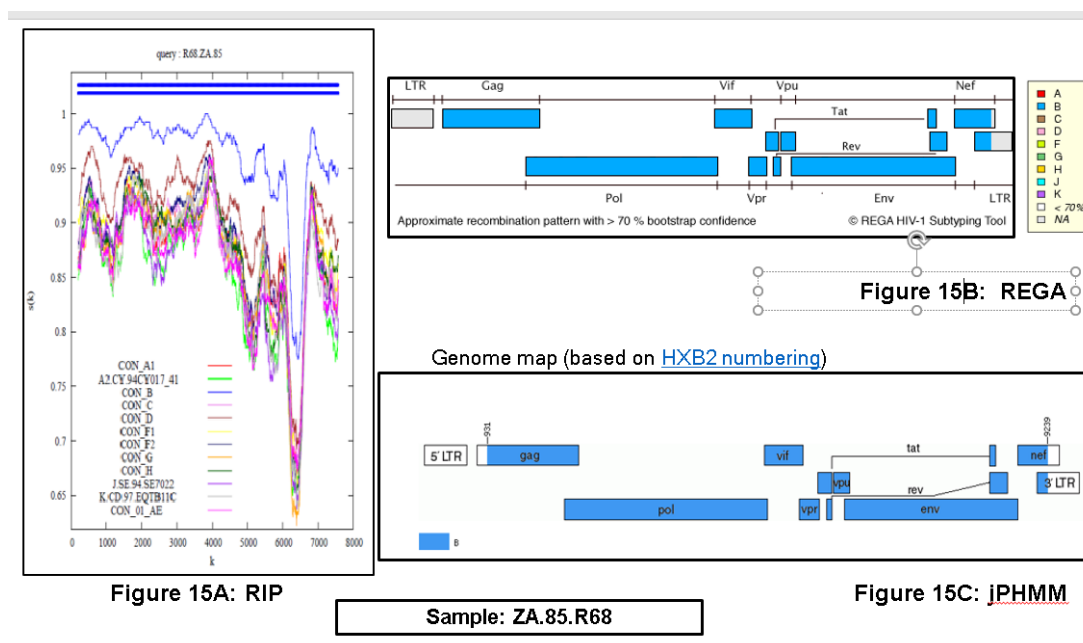 query : R68.ZA.85
s(k)
1
0.95
0.9
0.85
0.8
0.75
0.7
0.65
CON_A1
A2.CY.94CY017_41
CON_B
CON_C
CON_D
CON_F1
CON_F2
CON_G
CON_H
J.SE.94.SE7022
K.CD.97.EQTB11C
CON_01_AE
0 1000 2000 3000 4000 5000 6000 7000 8000
k
Figure 15A: RIP
LTR Gag Vif Vpu Nef
Tat
Rev
Pol Vpr Env LTR
Approximate recombination pattern with > 70 % bootstrap confidence © REGA HIV-1 Subtyping Tool
A
B
C
D
F
G
H
J
K
< 70%
NA
Figure 15B: REGA
Genome map (based on HXB2 numbering)
931 9239
5' LTR gag vif tat nef
vpu rev 3' LTR
pol vpr env
B
Figure 15C: jPHMM
Sample: ZA.85.R68